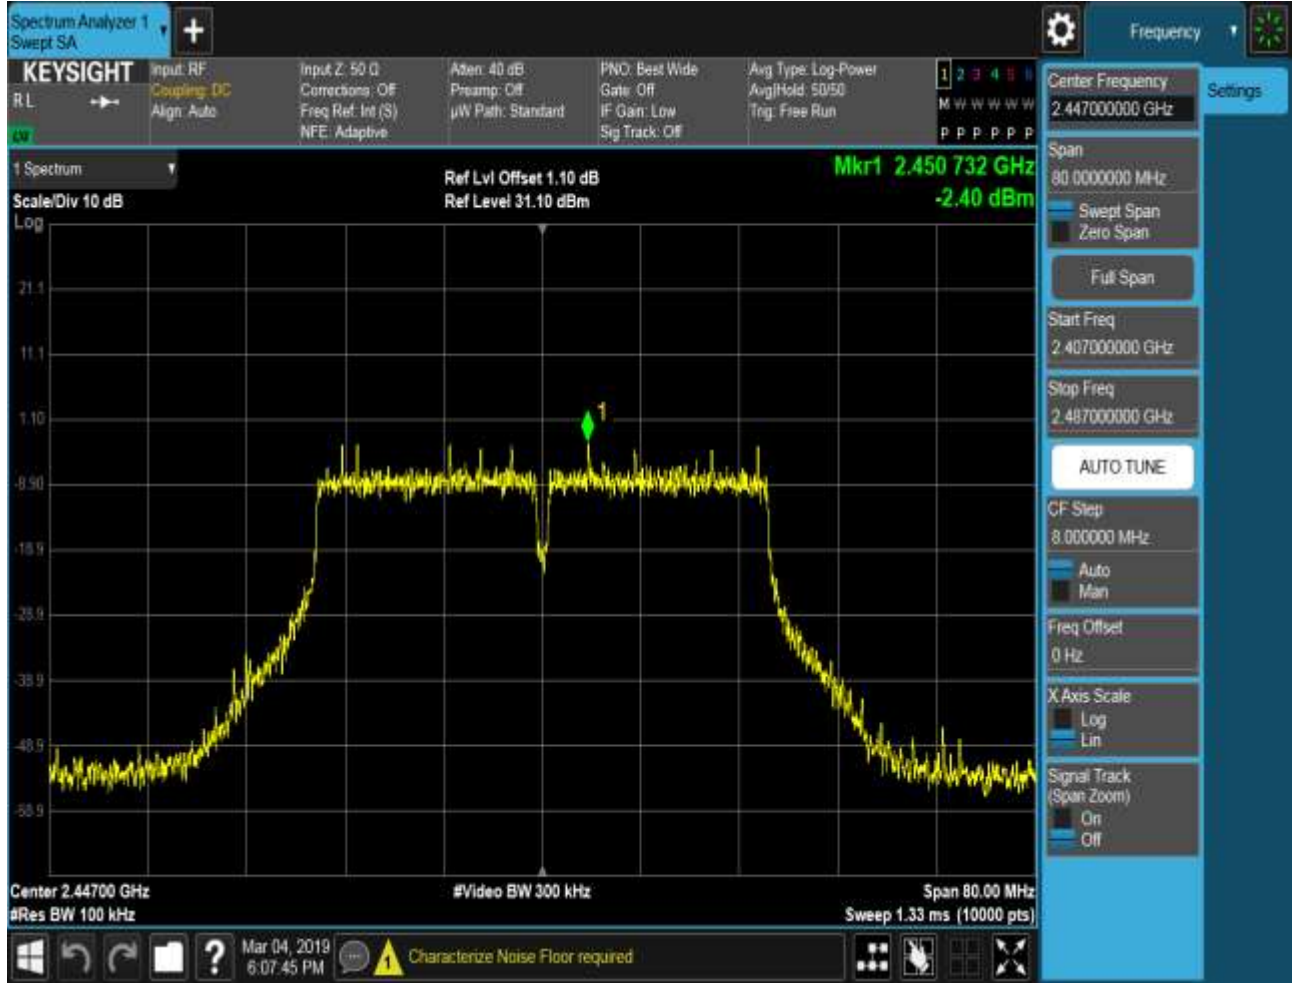 Spectrum Analyzer 1
Swept SA
+
Frequency
KEYSIGHT
R L
Input: RF
Coupling: DC
Align: Auto
Input Z: 50 Ω
Corrections: Off
Freq Ref: Int (S)
NFE: Adaptive
Atten: 40 dB
Preamp: Off
µW Path: Standard
PNO: Best Wide
Gate: Off
IF Gain: Low
Sig Track: Off
Avg Type: Log-Power
Avg|Hold: 50/50
Trig: Free Run
1 2 3 4 5 6
M W W W W W
P P P P P P
1 Spectrum
Scale/Div 10 dB
Log
Ref Lvl Offset 1.10 dB
Ref Level 31.10 dBm
Mkr1 2.450 732 GHz
-2.40 dBm
21.1
11.1
1.10
-8.90
-18.9
-28.9
-38.9
-48.9
-58.9
1
Center 2.44700 GHz
#Video BW 300 kHz
Span 80.00 MHz
#Res BW 100 kHz
Sweep 1.33 ms (10000 pts)
Center Frequency
2.447000000 GHz
Settings
Span
80.0000000 MHz
Swept Span
Zero Span
Full Span
Start Freq
2.407000000 GHz
Stop Freq
2.487000000 GHz
AUTO TUNE
CF Step
8.000000 MHz
Auto
Man
Freq Offset
0 Hz
X Axis Scale
Log
Lin
Signal Track
(Span Zoom)
On
Off
?
Mar 04, 2019
6:07:45 PM
1
Characterize Noise Floor required